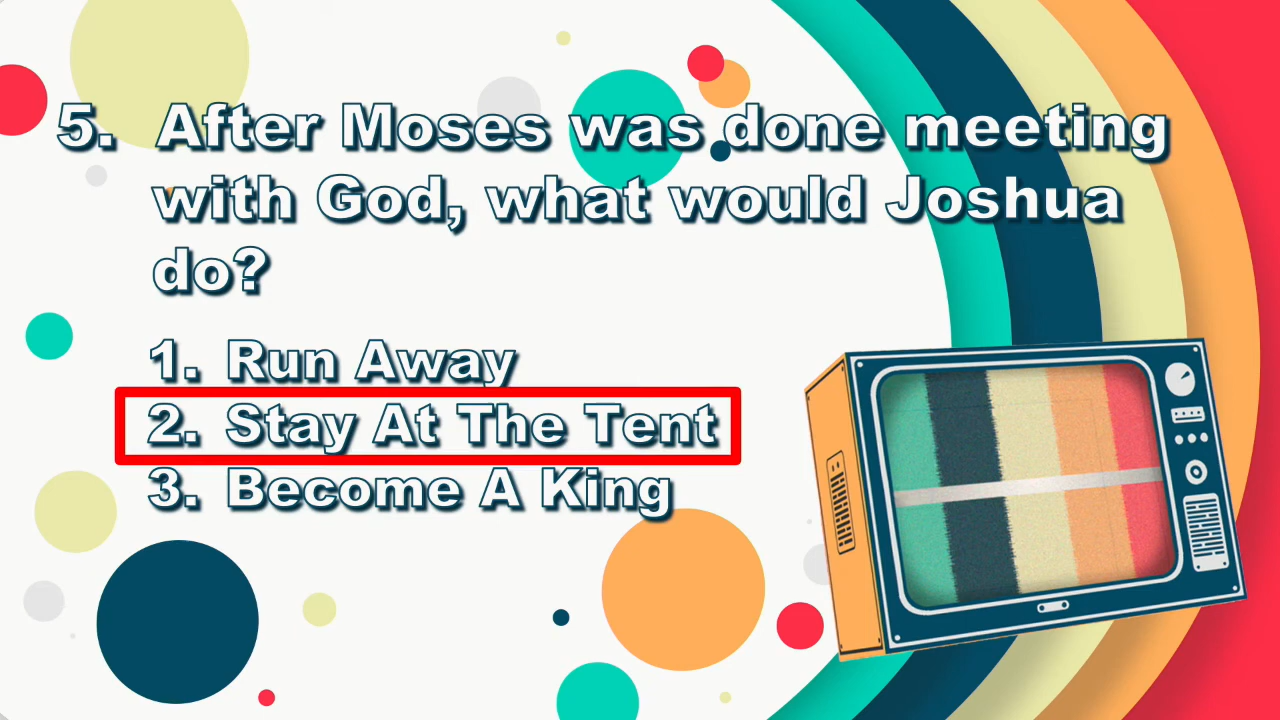 5. After Moses was done meeting
with God, what would Joshua
do?
1. Run Away
2. Stay At The Tent
3. Become A King